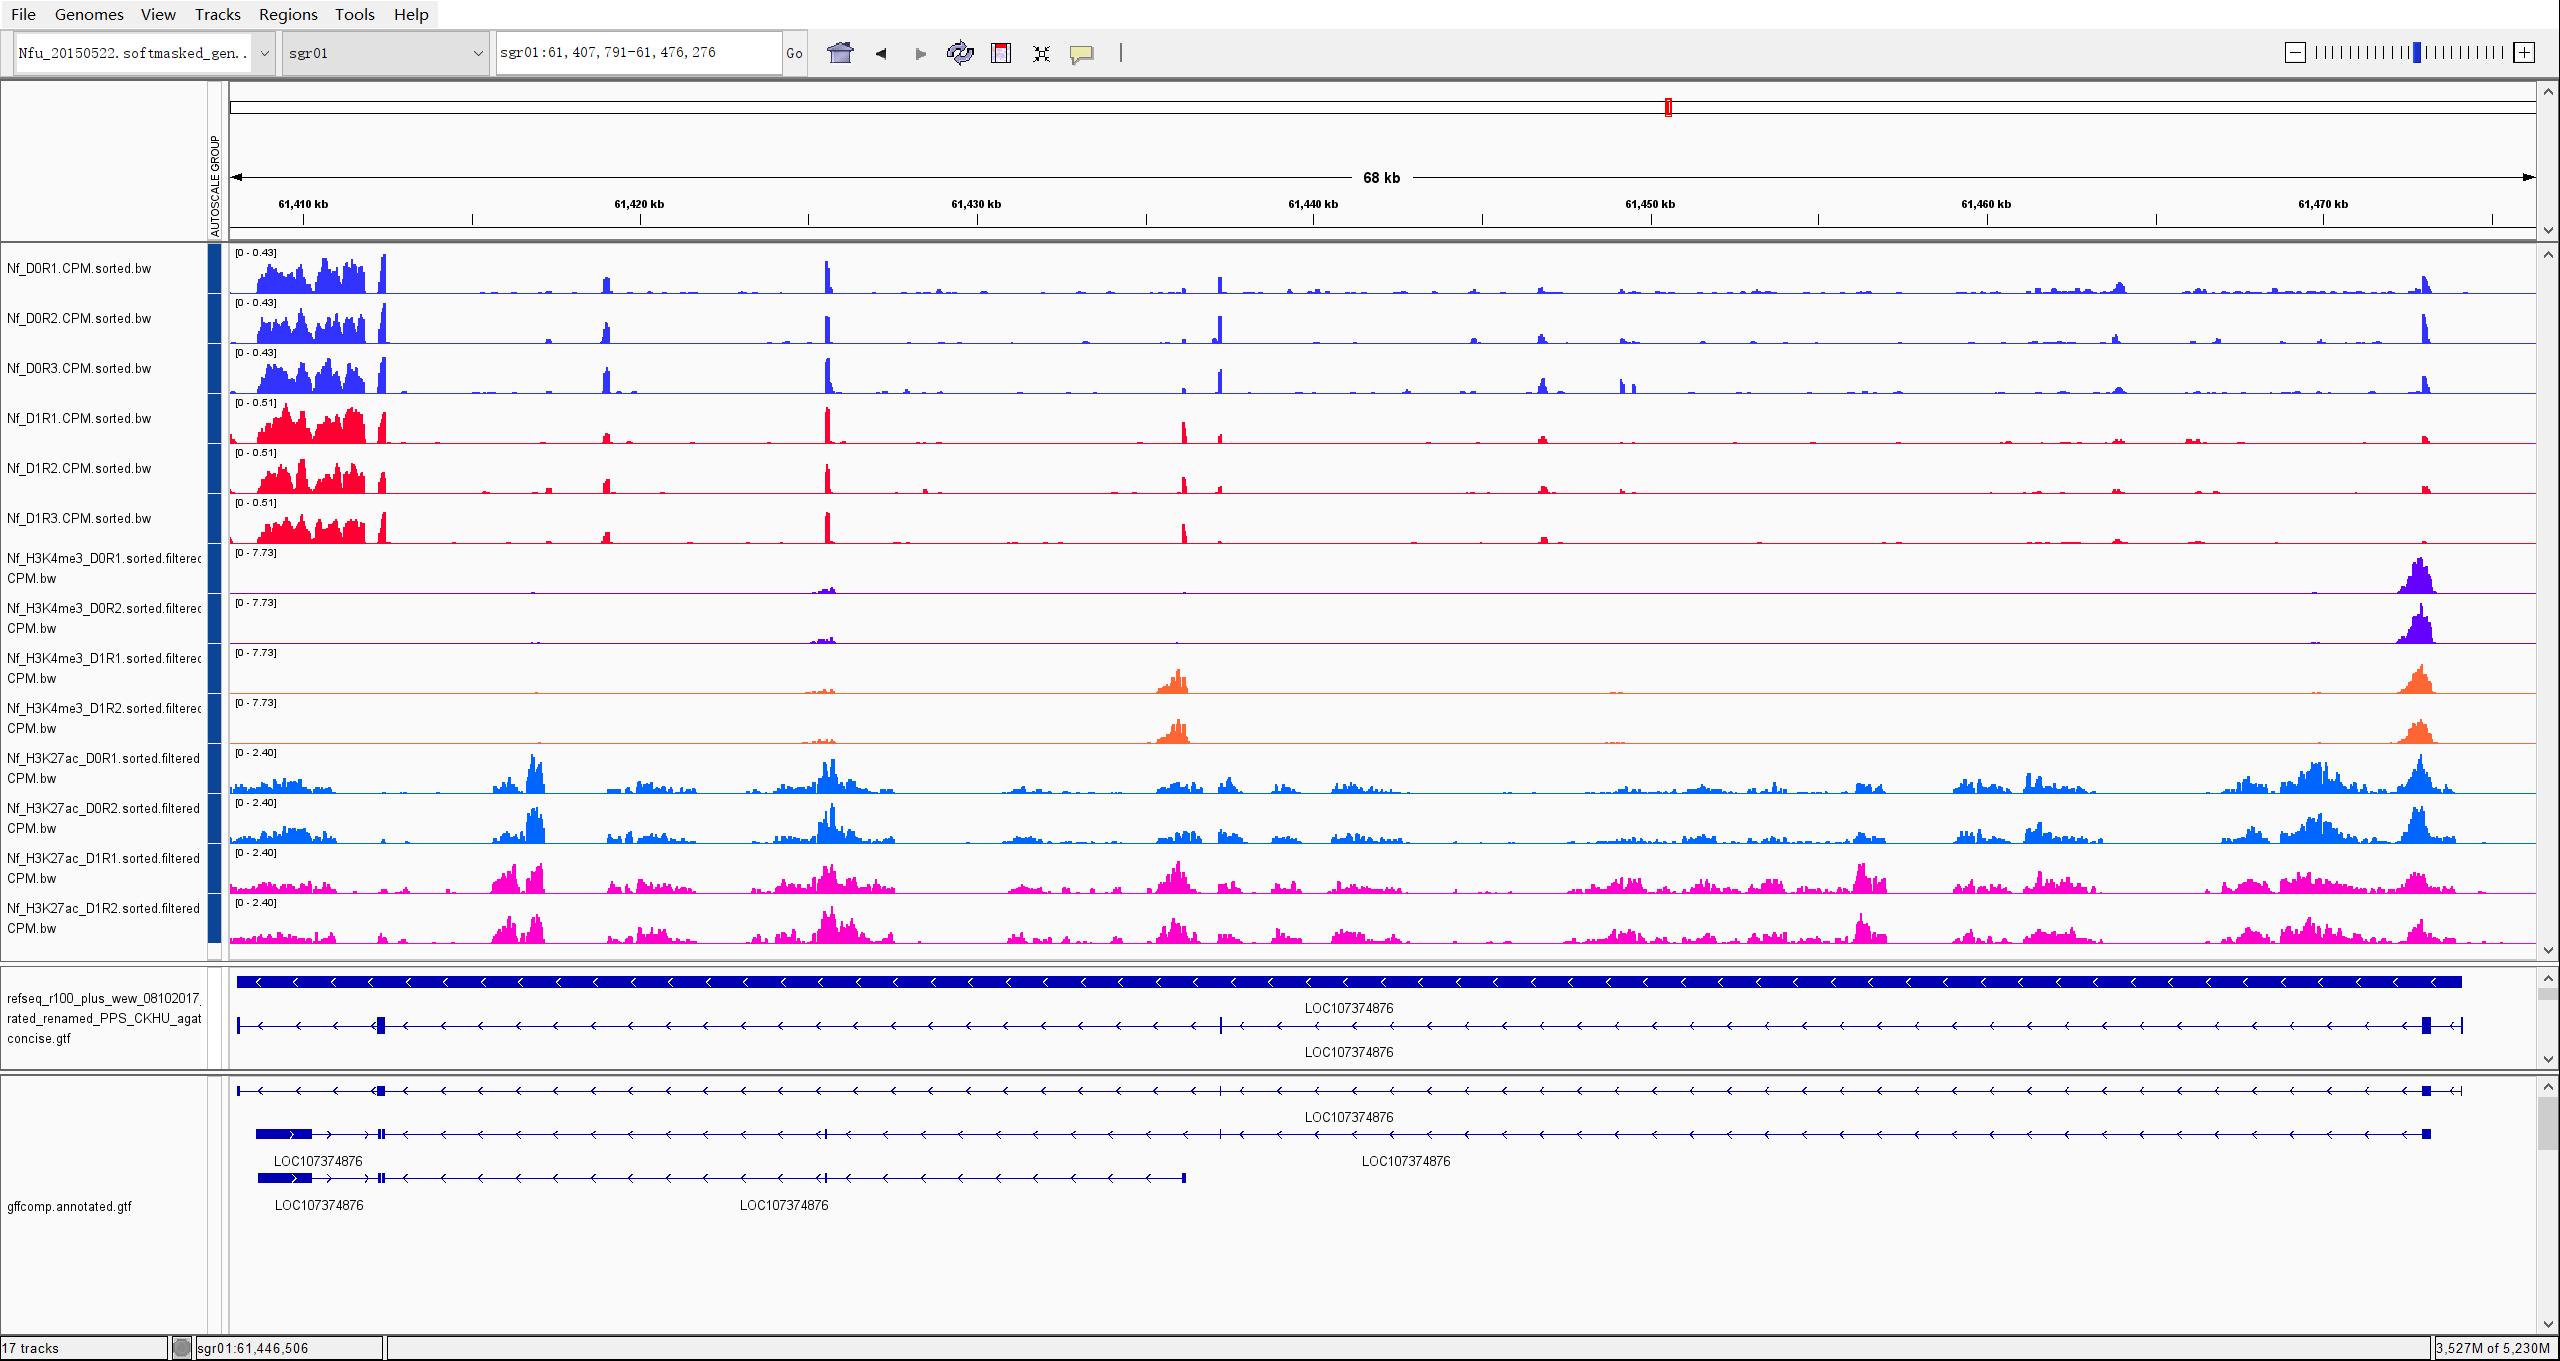 File Genomes View Tracks Regions Tools Help
Nfu_20150522.softmasked_gen.. sgr01 sgr01:61,407,791-61,476,276 Go
AUTOSCALE GROUP
68 kb
61,410 kb 61,420 kb 61,430 kb 61,440 kb 61,450 kb 61,460 kb 61,470 kb
[0 - 0.43]
Nf_D0R1.CPM.sorted.bw
[0 - 0.43]
Nf_D0R2.CPM.sorted.bw
[0 - 0.43]
Nf_D0R3.CPM.sorted.bw
[0 - 0.51]
Nf_D1R1.CPM.sorted.bw
[0 - 0.51]
Nf_D1R2.CPM.sorted.bw
[0 - 0.51]
Nf_D1R3.CPM.sorted.bw
[0 - 7.73]
Nf_H3K4me3_D0R1.sorted.filtered
CPM.bw
[0 - 7.73]
Nf_H3K4me3_D0R2.sorted.filtered
CPM.bw
[0 - 7.73]
Nf_H3K4me3_D1R1.sorted.filtered
CPM.bw
[0 - 7.73]
Nf_H3K4me3_D1R2.sorted.filtered
CPM.bw
[0 - 2.40]
Nf_H3K27ac_D0R1.sorted.filtered
CPM.bw
[0 - 2.40]
Nf_H3K27ac_D0R2.sorted.filtered
CPM.bw
[0 - 2.40]
Nf_H3K27ac_D1R1.sorted.filtered
CPM.bw
[0 - 2.40]
Nf_H3K27ac_D1R2.sorted.filtered
CPM.bw
refseq_r100_plus_wew_08102017_
rated_renamed_PPS_CKHU_agat
concise.gtf
LOC107374876
LOC107374876
gffcomp.annotated.gtf
LOC107374876
LOC107374876 LOC107374876
LOC107374876 LOC107374876
17 tracks sgr01:61,446,506 3,527M of 5,230M